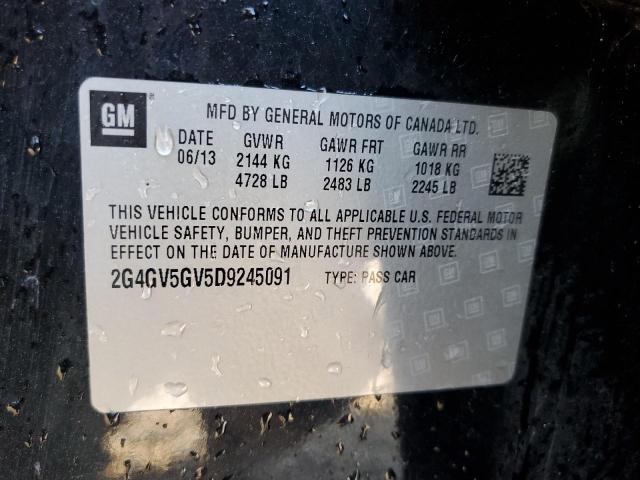 GM
MFD BY GENERAL MOTORS OF CANADA LTD.
DATE GVWR GAWR FRT GAWR RR
06/13 2144 KG 1126 KG 1018 KG
4728 LB 2483 LB 2245 LB
THIS VEHICLE CONFORMS TO ALL APPLICABLE U.S. FEDERAL MOTOR
VEHICLE SAFETY, BUMPER, AND THEFT PREVENTION STANDARDS IN
EFFECT ON THE DATE OF MANUFACTURE SHOWN ABOVE.
2G4GV5GV5D9245091 TYPE: PASS CAR